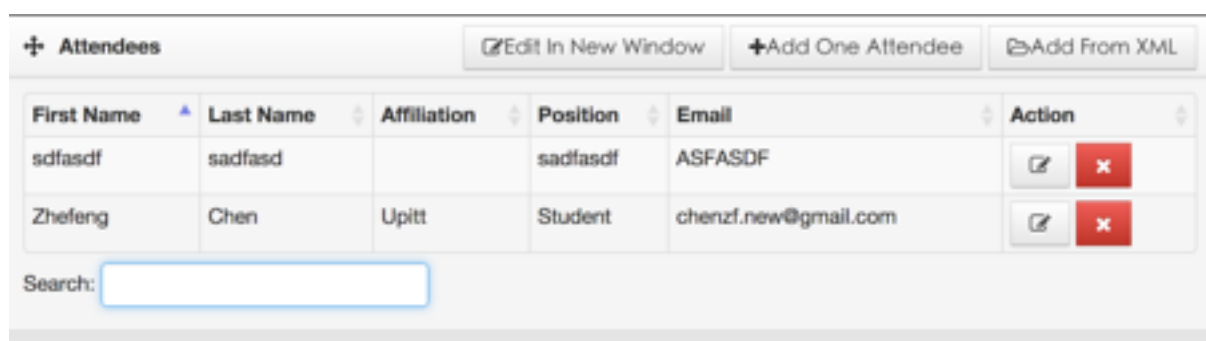 Attendees Edit In New Window Add One Attendee Add From XML
First Name Last Name Affiliation Position Email Action
sdfasdf sadfasd sadfasdf ASFASDF
Zhefeng Chen Upitt Student chenzf.new@gmail.com
Search: